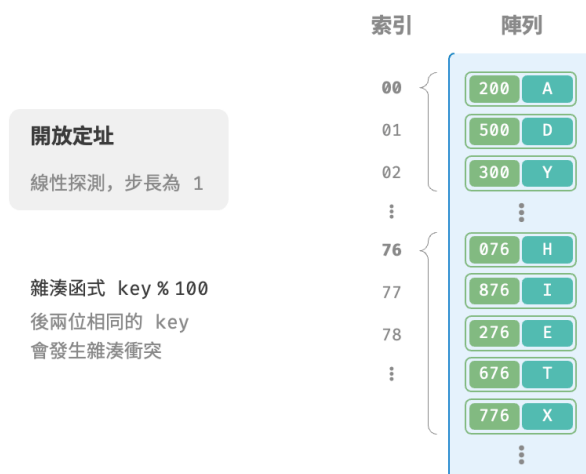 索引 陣列
00 200 A
開放定址
01 500 D
線性探測，步長為 1
02 300 Y
76 076 H
雜湊函式 key % 100
77 876 I
後兩位相同的 key
78 276 E
會發生雜湊衝突
676 T
776 X